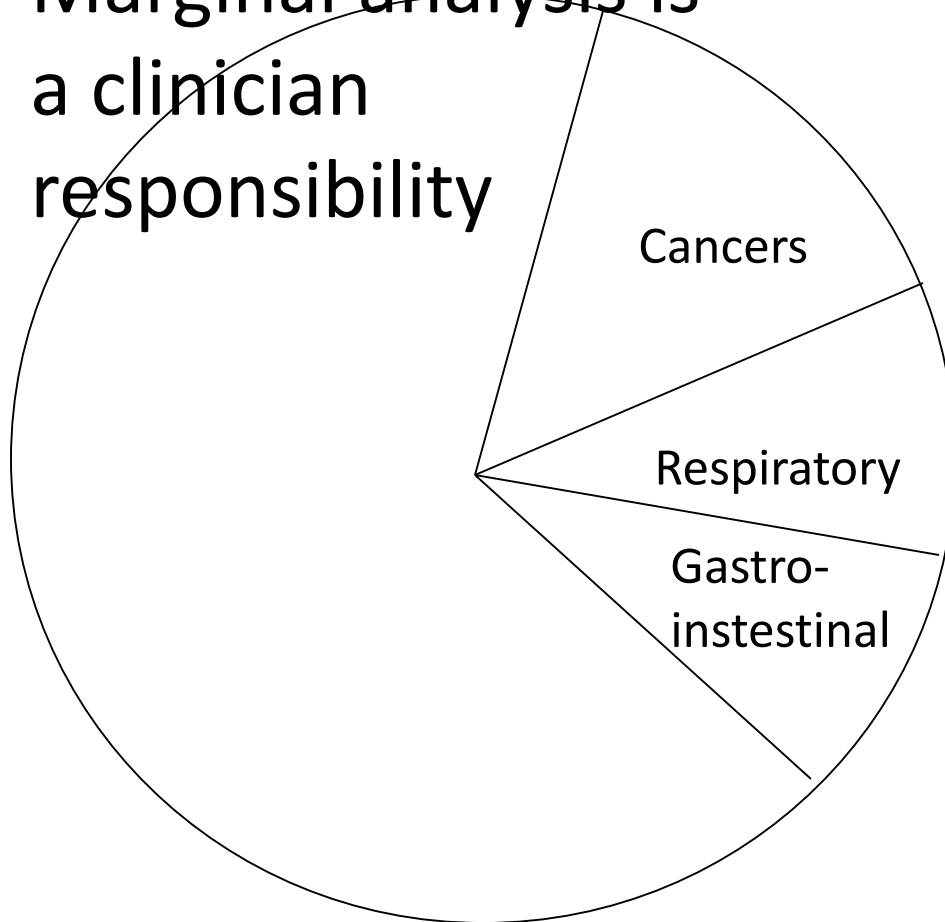 Marginal analysis is
a clinician
responsibility
Cancers
Respiratory
Gastro-
instestinal